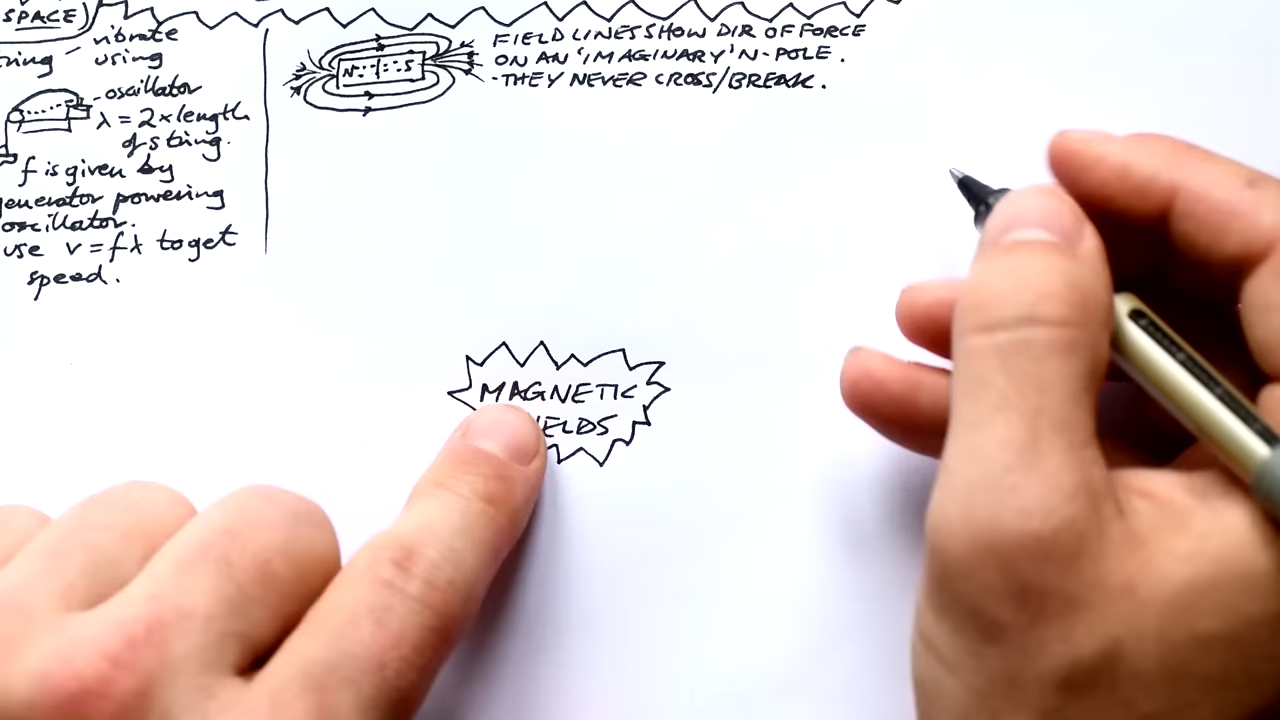 SPACE
vibrate
using
oscillator
λ = 2 x length
of string.
f is given by
generator powering
oscillator.
use v = fλ to get
speed.
N S
FIELD LINES SHOW DIR OF FORCE
ON AN 'IMAGINARY' N-POLE.
- THEY NEVER CROSS/BREAK.
MAGNETIC